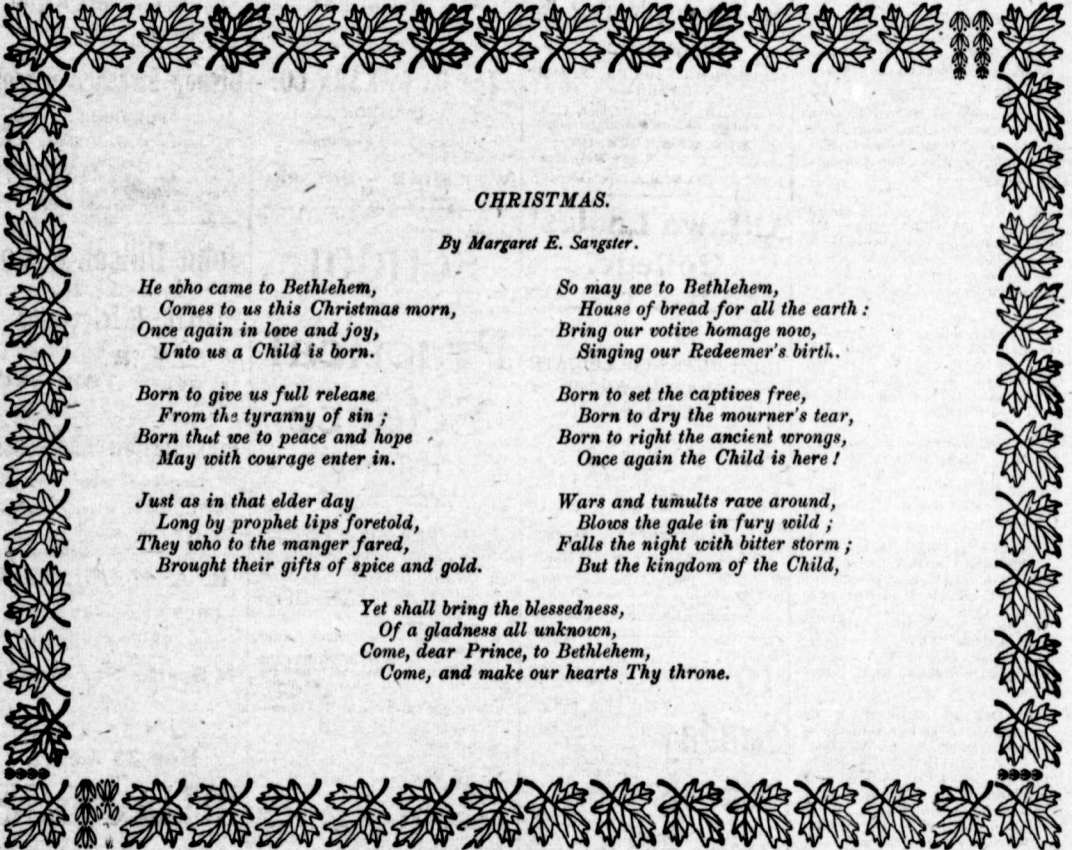 CHRISTMAS.
By Margaret E. Sangster.
He who came to Bethlehem,
Comes to us this Christmas morn,
Once again in love and joy,
Unto us a Child is born.
Born to give us full release
From the tyranny of sin ;
Born that we to peace and hope
May with courage enter in.
Just as in that elder day
Long by prophet lips foretold,
They who to the manger fared,
Brought their gifts of spice and gold.
So may we to Bethlehem,
House of bread for all the earth :
Bring our votive homage now,
Singing our Redeemer's birth.
Born to set the captives free,
Born to dry the mourner's tear,
Born to right the ancient wrongs,
Once again the Child is here !
Wars and tumults rave around,
Blows the gale in fury wild ;
Falls the night with bitter storm ;
But the kingdom of the Child,
Yet shall bring the blessedness,
Of a gladness all unknown,
Come, dear Prince, to Bethlehem,
Come, and make our hearts Thy throne.